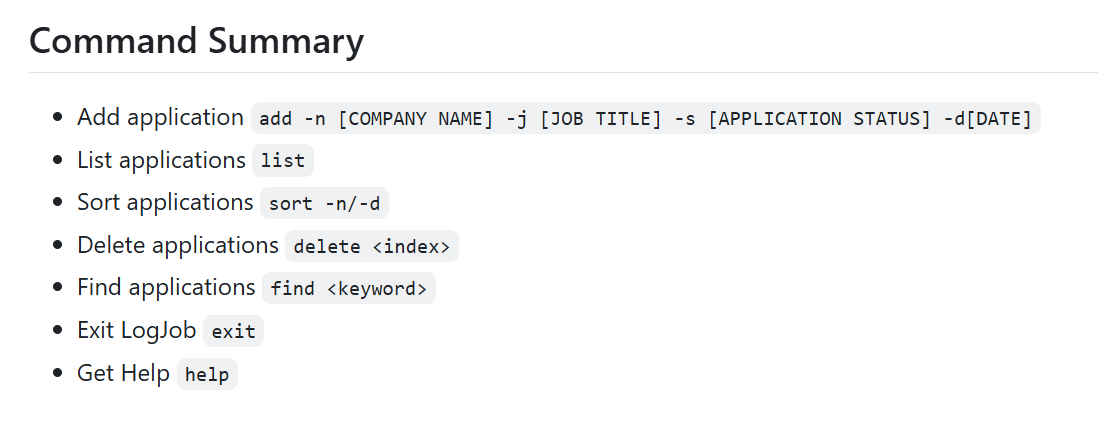 Command Summary
Add application add -n [COMPANY NAME] -j [JOB TITLE] -s [APPLICATION STATUS] -d[DATE]
List applications list
Sort applications sort -n/-d
Delete applications delete <index>
Find applications find <keyword>
Exit LogJob exit
Get Help help